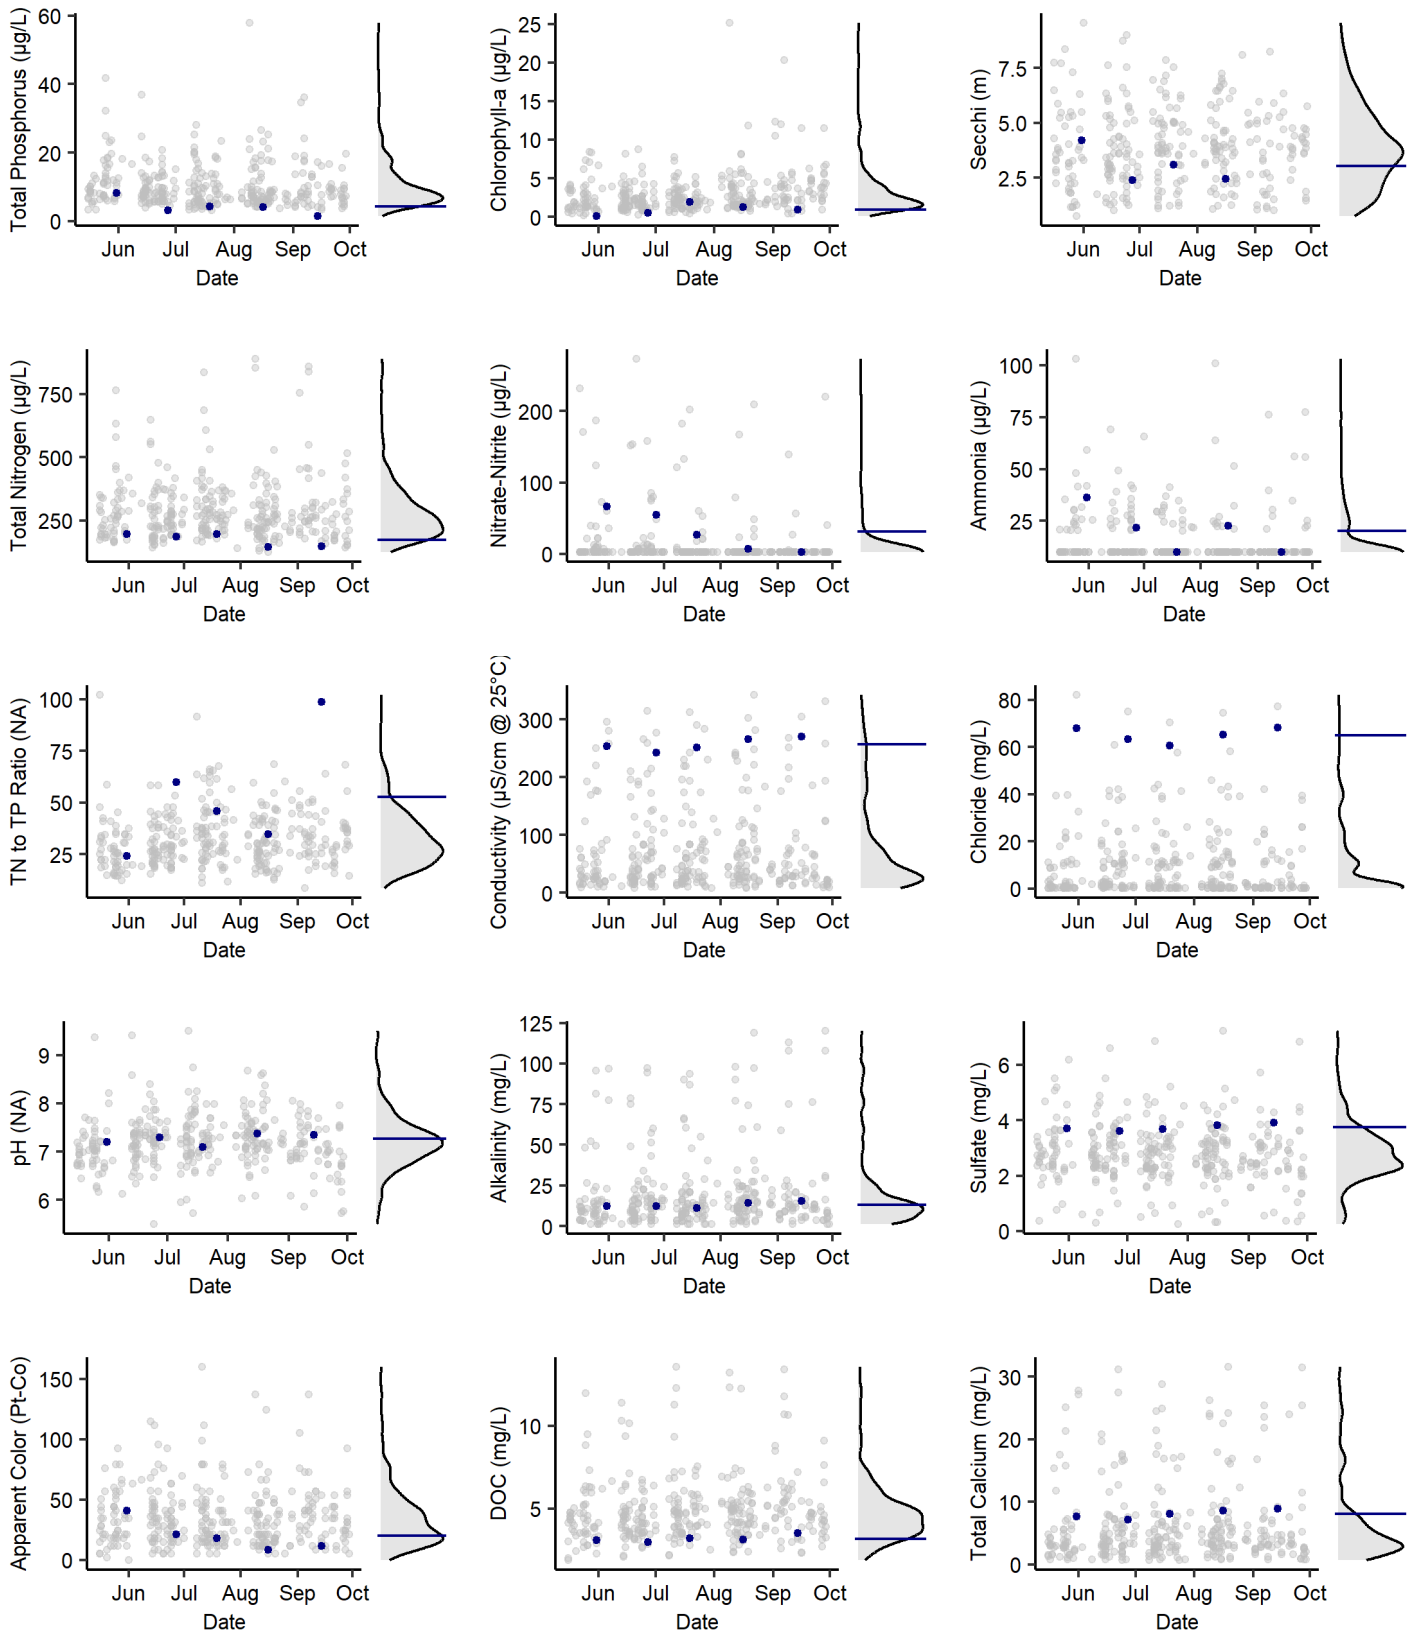 Total Phosphorus (µg/L)
60
40
20
0
Jun Jul Aug Sep Oct
Date
Chlorophyll-a (µg/L)
25
20
15
10
5
0
Jun Jul Aug Sep Oct
Date
Secchi (m)
7.5
5.0
2.5
Jun Jul Aug Sep Oct
Date
Total Nitrogen (µg/L)
750
500
250
Jun Jul Aug Sep Oct
Date
Nitrate-Nitrite (µg/L)
200
100
0
Jun Jul Aug Sep Oct
Date
Ammonia (µg/L)
100
75
50
25
Jun Jul Aug Sep Oct
Date
TN to TP Ratio (NA)
100
75
50
25
Jun Jul Aug Sep Oct
Date
Conductivity (µS/cm @ 25°C)
300
200
100
0
Jun Jul Aug Sep Oct
Date
Chloride (mg/L)
80
60
40
20
0
Jun Jul Aug Sep Oct
Date
pH (NA)
9
8
7
6
Jun Jul Aug Sep Oct
Date
Alkalinity (mg/L)
125
100
75
50
25
0
Jun Jul Aug Sep Oct
Date
Sulfate (mg/L)
6
4
2
0
Jun Jul Aug Sep Oct
Date
Apparent Color (Pt-Co)
150
100
50
0
Jun Jul Aug Sep Oct
Date
DOC (mg/L)
10
5
Jun Jul Aug Sep Oct
Date
Total Calcium (mg/L)
30
20
10
0
Jun Jul Aug Sep Oct
Date